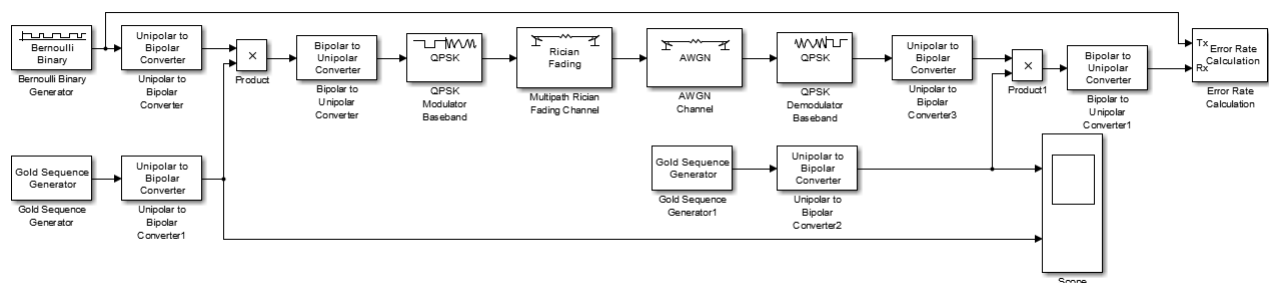 Bernoulli
Binary
Bernoulli Binary
Generator
Unipolar to
Bipolar
Converter
Unipolar to
Bipolar
Converter
×
Product
Bipolar to
Unipolar
Converter
Bipolar to
Unipolar
Converter
QPSK
QPSK
Modulator
Baseband
Rician
Fading
Multipath Rician
Fading Channel
AWGN
AWGN
Channel
QPSK
QPSK
Demodulator
Baseband
Unipolar to
Bipolar
Converter
Unipolar to
Bipolar
Converter3
×
Product1
Bipolar to
Unipolar
Converter
Bipolar to
Unipolar
Converter1
Tx
Rx
Error Rate
Calculation
Error Rate
Calculation
Gold Sequence
Generator
Gold Sequence
Generator
Unipolar to
Bipolar
Converter
Unipolar to
Bipolar
Converter1
Gold Sequence
Generator
Gold Sequence
Generator1
Unipolar to
Bipolar
Converter
Unipolar to
Bipolar
Converter2
Scope